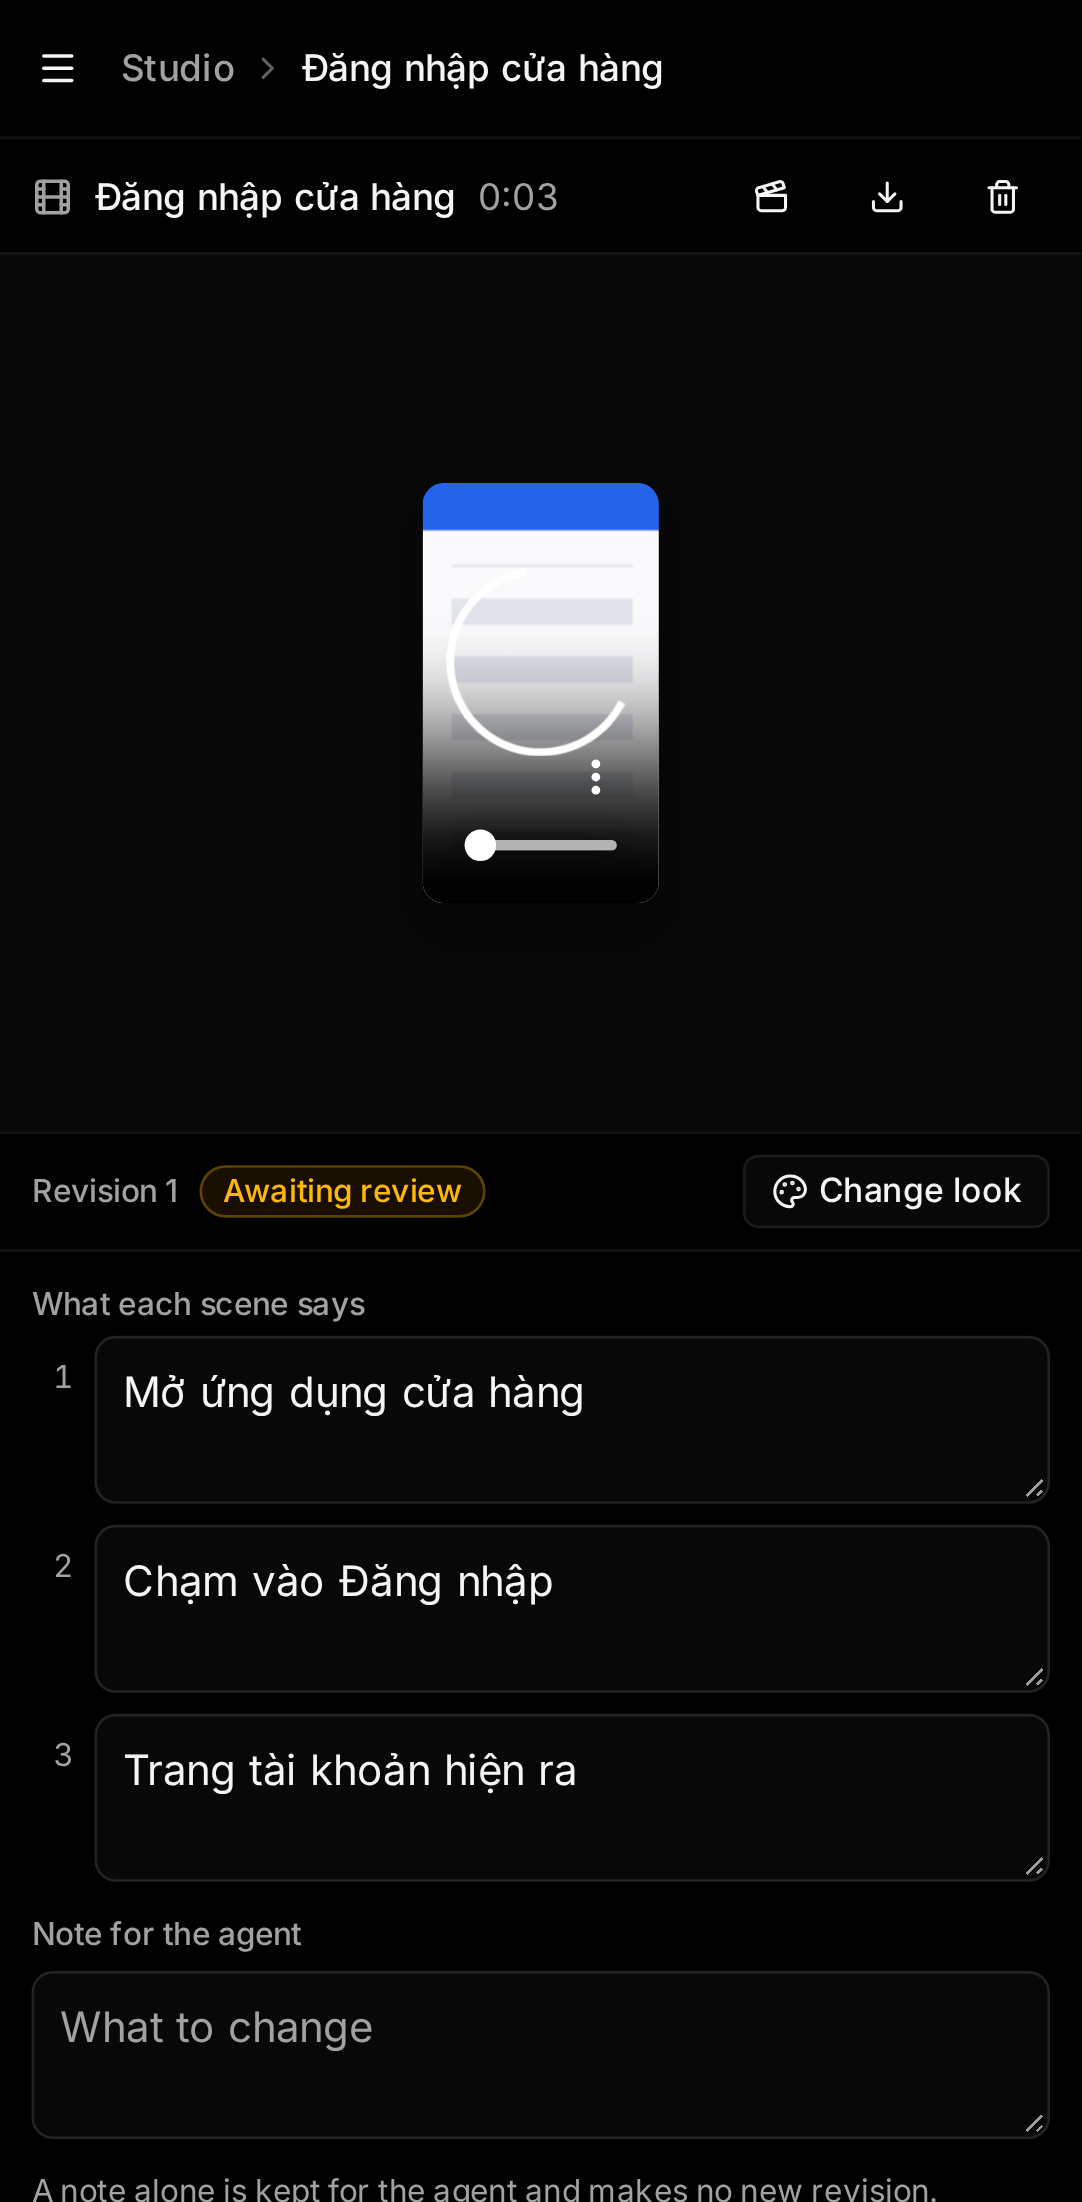 Studio > Đăng nhập cửa hàng
Đăng nhập cửa hàng 0:03
Revision 1 Awaiting review Change look
What each scene says
1 Mở ứng dụng cửa hàng
2 Chạm vào Đăng nhập
3 Trang tài khoản hiện ra
Note for the agent
What to change
A note alone is kept for the agent and makes no new revision.